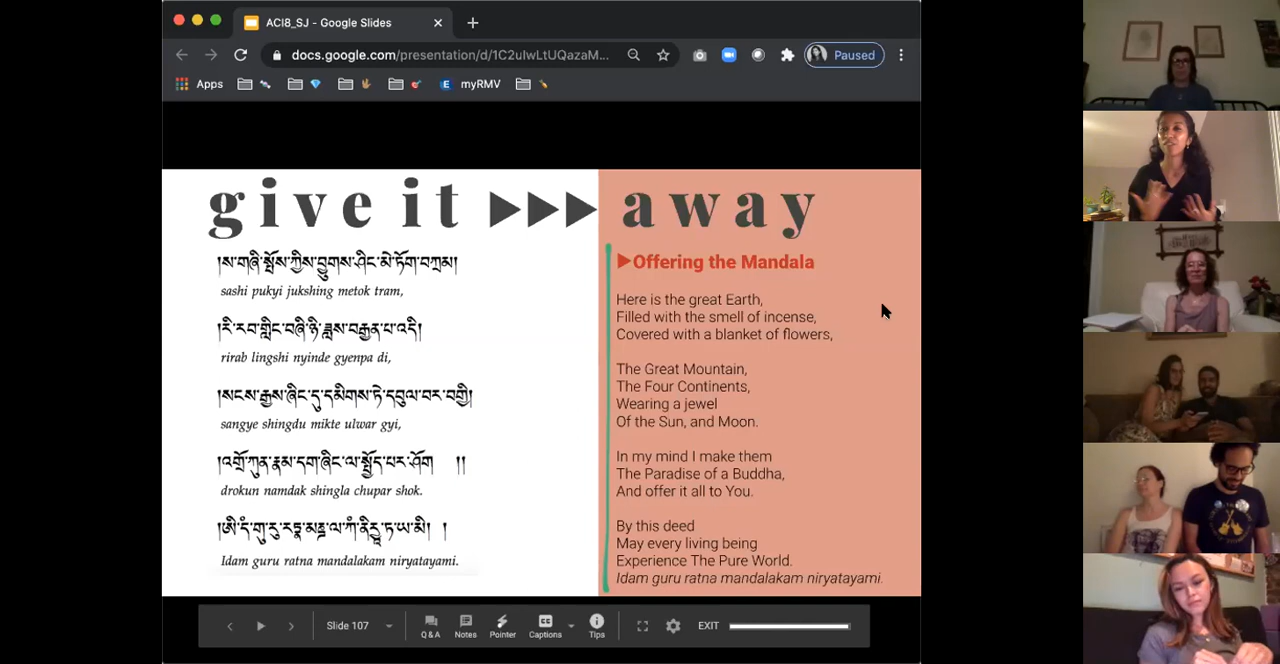 ACI8_SJ - Google Slides
docs.google.com/presentation/d/1C2uIwLtUQazaM...
Paused
Apps
myRMV
give it ▶▶▶ away
།ས་གཞི་སྤོས་ཀྱིས་བྱུགས་ཤིང་མེ་ཏོག་བཀྲམ།
sashi pukyi jukshing metok tram,
།རི་རབ་གླིང་བཞི་ཉི་ཟླས་བརྒྱན་པ་འདི།
rirab lingshi nyinde gyenpa di,
།སངས་རྒྱས་ཞིང་དུ་དམིགས་ཏེ་དབུལ་བར་བགྱི།
sangye shingdu mikte ulwar gyi,
།འགྲོ་ཀུན་རྣམ་དག་ཞིང་ལ་སྤྱོད་པར་ཤོག །།
drokun namdak shingla chupar shok.
།ཨི་དཾ་གུ་རུ་རཏྣ་མཎྜ་ལ་ཀཾ་ནིརྱཱ་ཏ་ཡ་མི། །
Idam guru ratna mandalakam niryatayami.
▶Offering the Mandala
Here is the great Earth,
Filled with the smell of incense,
Covered with a blanket of flowers,
The Great Mountain,
The Four Continents,
Wearing a jewel
Of the Sun, and Moon.
In my mind I make them
The Paradise of a Buddha,
And offer it all to You.
By this deed
May every living being
Experience The Pure World.
Idam guru ratna mandalakam niryatayami.
Slide 107
Q & A
Notes
Pointer
Captions
Tips
EXIT